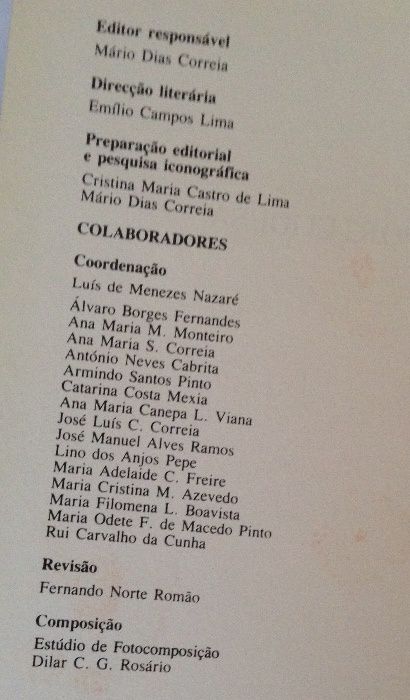 Editor responsável
Mário Dias Correia
Direcção literária
Emílio Campos Lima
Preparação editorial
e pesquisa iconográfica
Cristina Maria Castro de Lima
Mário Dias Correia
COLABORADORES
Coordenação
Luís de Menezes Nazaré
Álvaro Borges Fernandes
Ana Maria M. Monteiro
Ana Maria S. Correia
António Neves Cabrita
Armindo Santos Pinto
Catarina Costa Mexia
Ana Maria Canepa L. Viana
José Luís C. Correia
José Manuel Alves Ramos
Lino dos Anjos Pepe
Maria Adelaide C. Freire
Maria Cristina M. Azevedo
Maria Filomena L. Boavista
Maria Odete F. de Macedo Pinto
Rui Carvalho da Cunha
Revisão
Fernando Norte Romão
Composição
Estúdio de Fotocomposição
Dilar C. G. Rosário